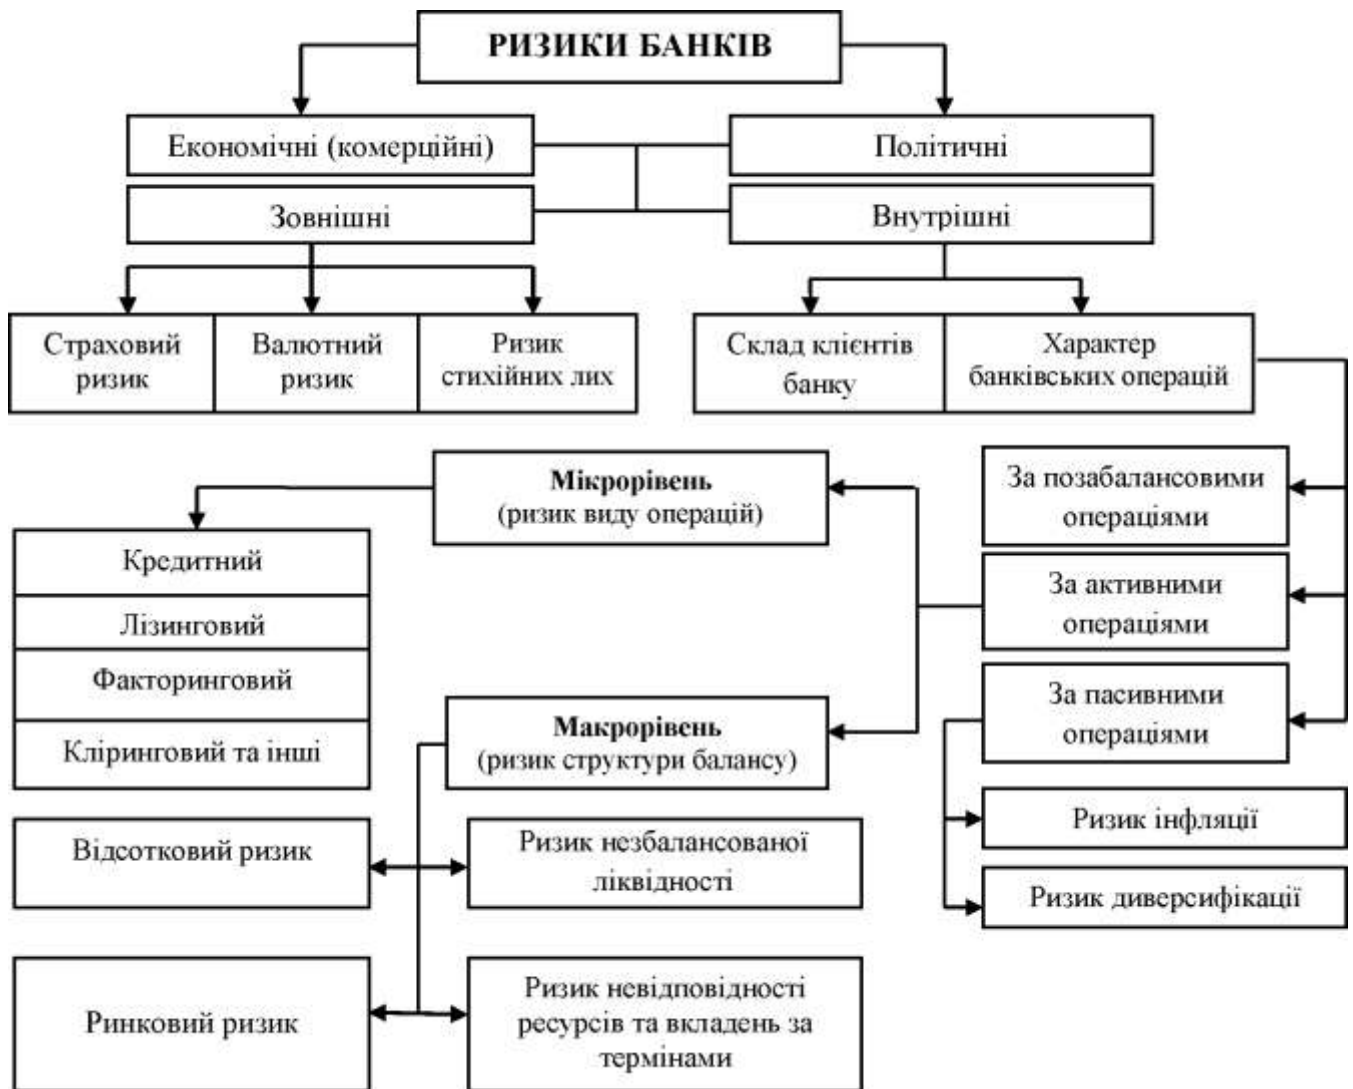 РИЗИКИ БАНКІВ
Економічні (комерційні)
Політичні
Зовнішні
Внутрішні
Страховий
ризик
Валютний
ризик
Ризик
стихійних лих
Склад клієнтів
банку
Характер
банківських операцій
Мікрорівень
(ризик виду операцій)
За позабалансовими
операціями
Кредитний
Лізинговий
Факторинговий
Кліринговий та інші
За активними
операціями
Макрорівень
(ризик структури балансу)
За пасивними
операціями
Ризик інфляції
Відсотковий ризик
Ризик незбалансованої
ліквідності
Ризик диверсифікації
Ринковий ризик
Ризик невідповідності
ресурсів та вкладень за
термінами